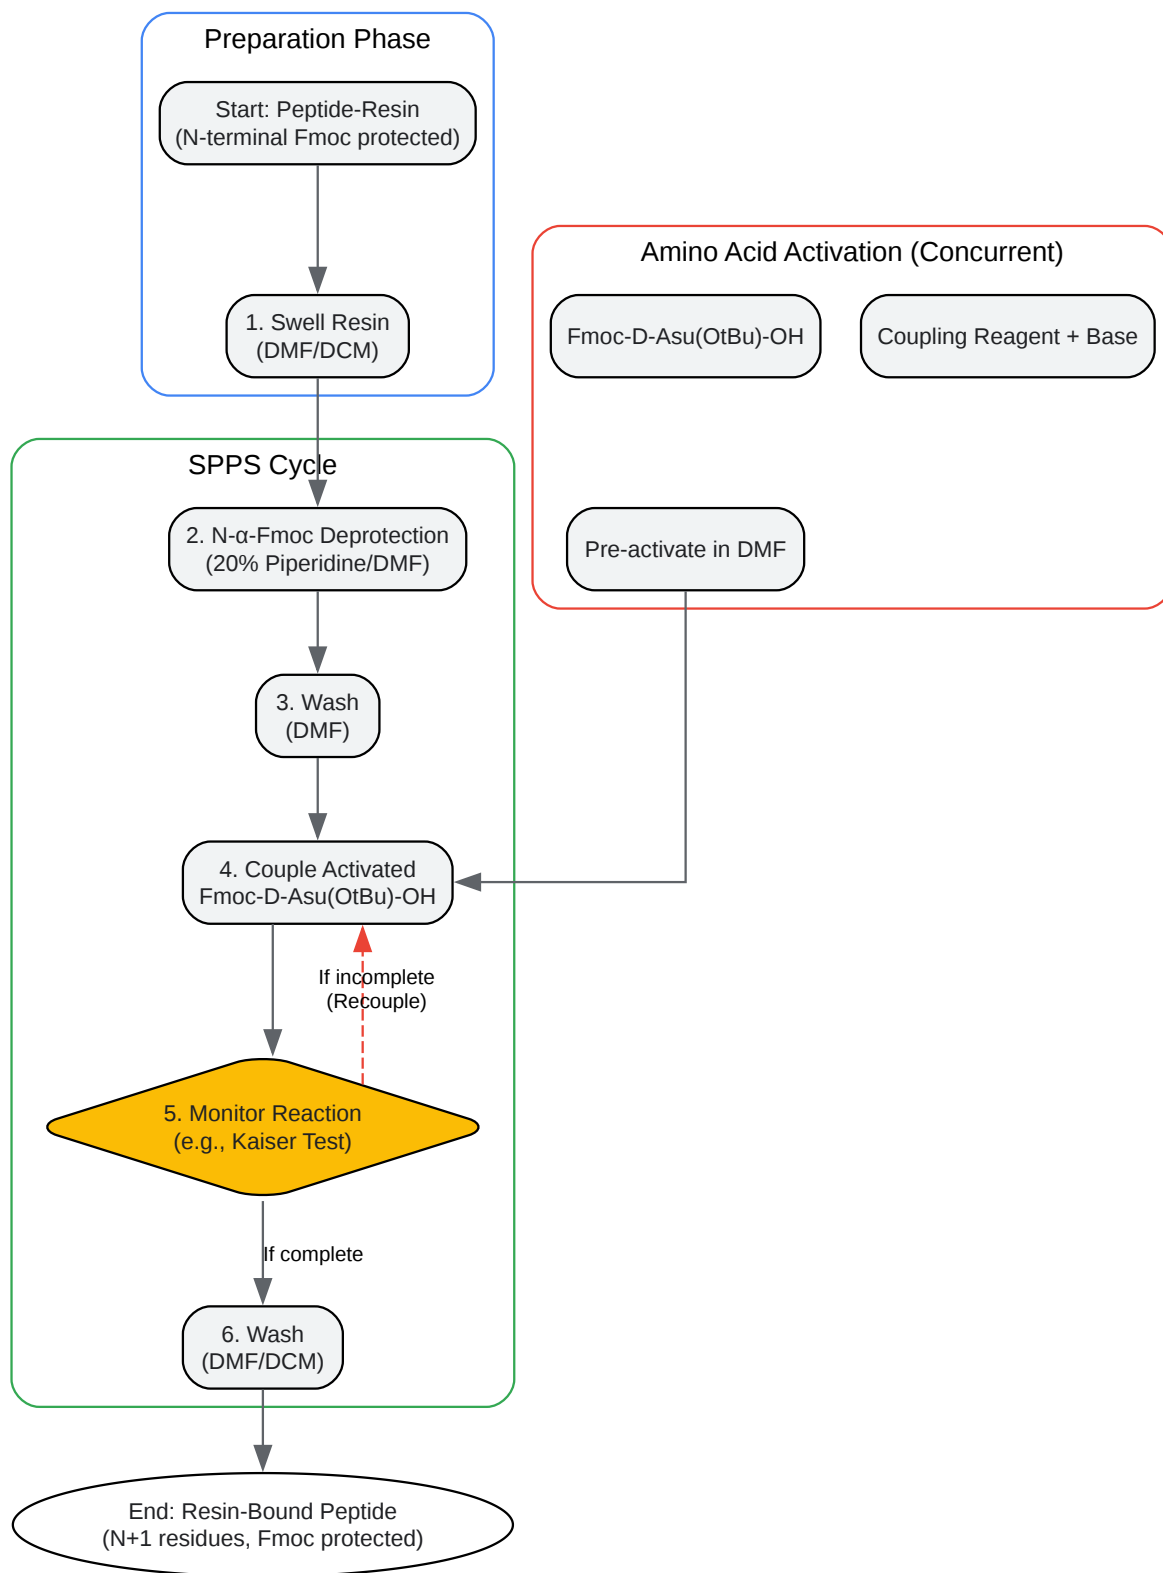 Preparation Phase
Start: Peptide-Resin
(N-terminal Fmoc protected)
1. Swell Resin
(DMF/DCM)
Amino Acid Activation (Concurrent)
Fmoc-D-Asu(OtBu)-OH
Coupling Reagent + Base
Pre-activate in DMF
SPPS Cycle
2. N-α-Fmoc Deprotection
(20% Piperidine/DMF)
3. Wash
(DMF)
4. Couple Activated
Fmoc-D-Asu(OtBu)-OH
If incomplete
(Recouple)
5. Monitor Reaction
(e.g., Kaiser Test)
If complete
6. Wash
(DMF/DCM)
End: Resin-Bound Peptide
(N+1 residues, Fmoc protected)